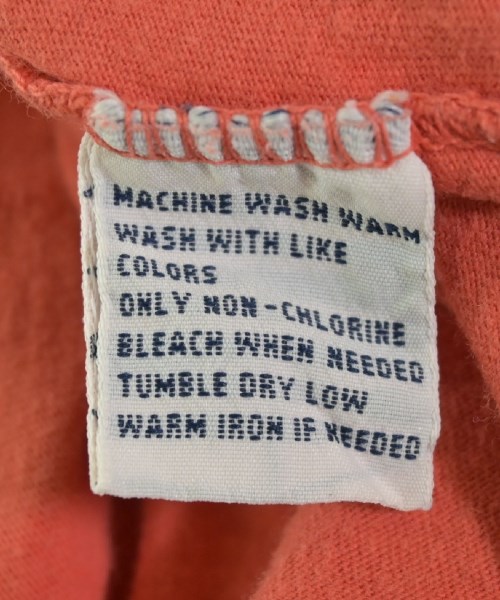 MACHINE WASH WARM
WASH WITH LIKE
COLORS
ONLY NON-CHLORINE
BLEACH WHEN NEEDED
TUMBLE DRY LOW
WARM IRON IF NEEDED